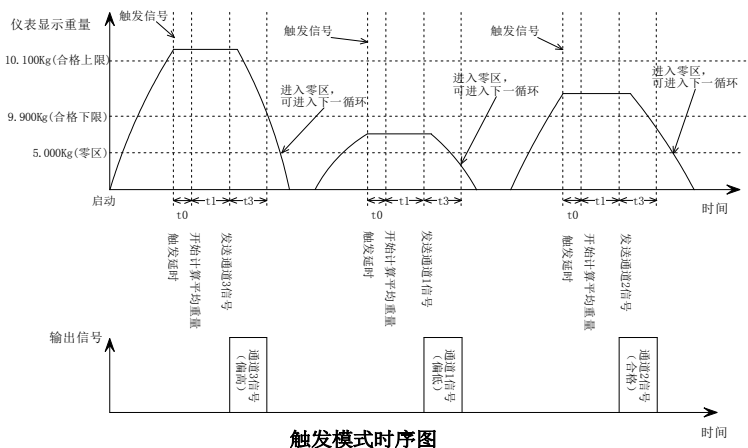 仪表显示重量
触发信号
触发信号
触发信号
10.100Kg(合格上限)
进入零区，
可进入下一循环
进入零区，
可进入下一循环
进入零区，
可进入下一循环
9.900Kg(合格下限)
5.000Kg(零区)
启动
t1
t3
t1
t3
t1
t3
时间
t0
t0
t0
触发延时
开始计算平均重量
发送通道3信号
触发延时
开始计算平均重量
发送通道1信号
触发延时
开始计算平均重量
发送通道2信号
输出信号
通道3信号
（偏高）
通道1信号
（偏低）
通道2信号
（合格）
时间
触发模式时序图